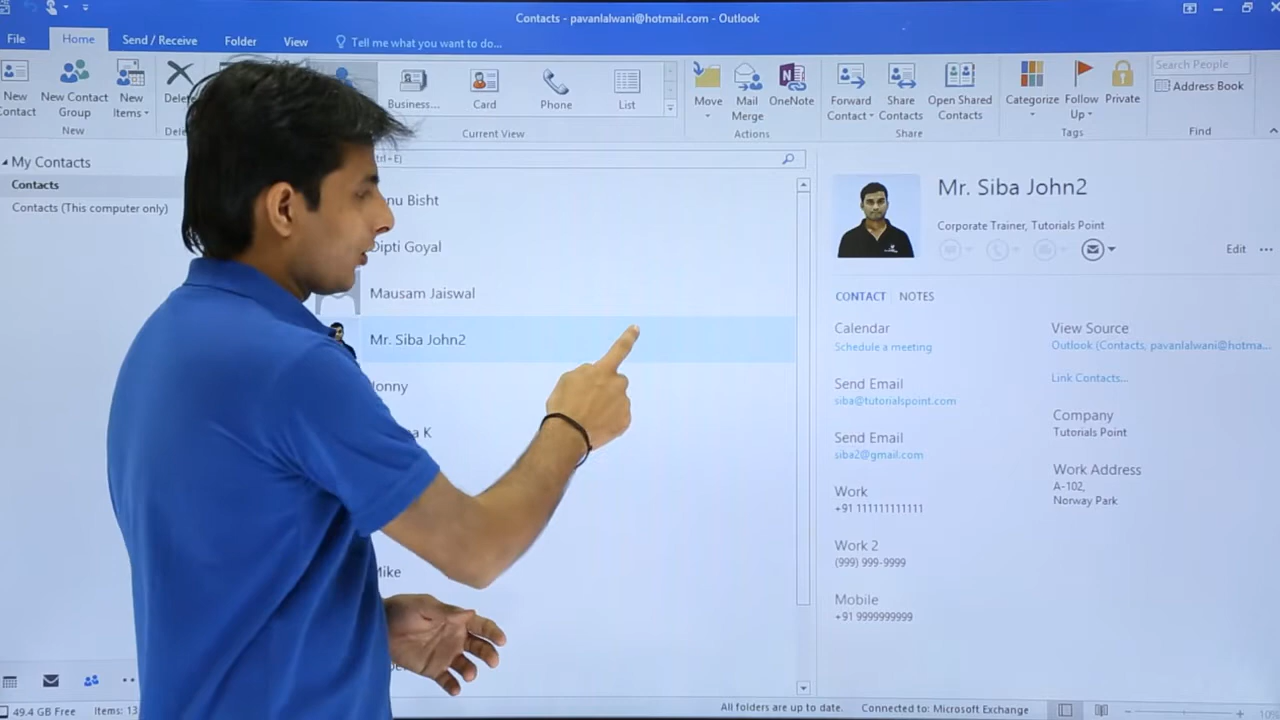 Contacts - pavanlalwani@hotmail.com - Outlook
File Home Send / Receive Folder View Tell me what you want to do...
New Contact
New Contact Group
New Items
New
Delete
Business...
Card
Phone
List
Current View
Move
Mail Merge
OneNote
Actions
Forward Contact
Share Contacts
Open Shared Contacts
Share
Categorize
Follow Up
Private
Tags
Search People
Address Book
Find
My Contacts
Contacts
Contacts (This computer only)
trl+E)
nu Bisht
Dipti Goyal
Mausam Jaiswal
Mr. Siba John2
Jonny
a K
Mike
Mr. Siba John2
Corporate Trainer, Tutorials Point
Edit
CONTACT NOTES
Calendar
Schedule a meeting
Send Email
siba@tutorialspoint.com
Send Email
siba2@gmail.com
Work
+91 111111111111
Work 2
(999) 999-9999
Mobile
+91 9999999999
View Source
Outlook (Contacts, pavanlalwani@hotma...
Link Contacts...
Company
Tutorials Point
Work Address
A-102,
Norway Park
49.4 GB Free Items: 13
All folders are up to date. Connected to: Microsoft Exchange